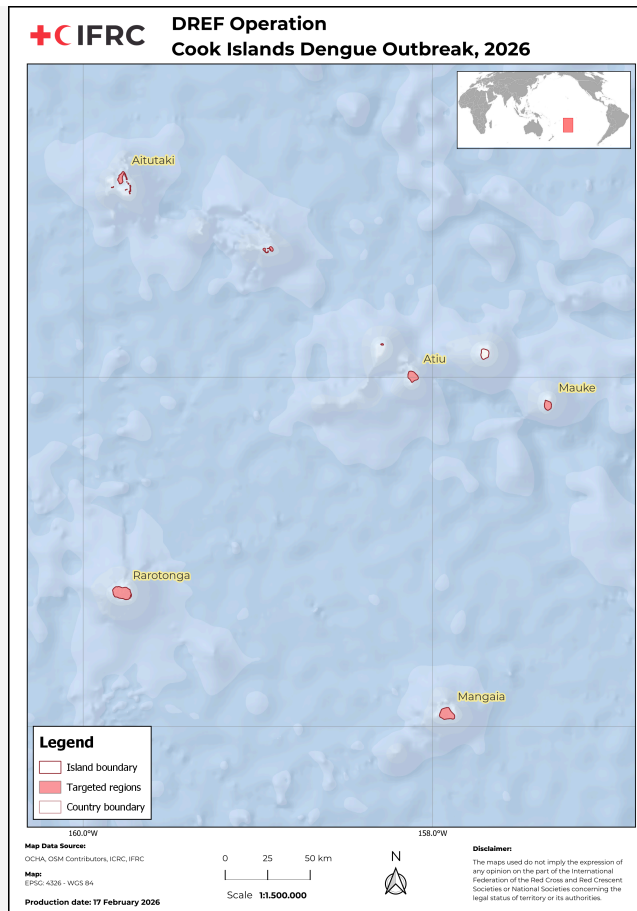 IFRC
DREF Operation
Cook Islands Dengue Outbreak, 2026
Aitutaki
Atiu
Mauke
Rarotonga
Mangaia
Legend
Island boundary
Targeted regions
Country boundary
160.0°W
158.0°W
Map Data Source:
OCHA, OSM Contributors, ICRC, IFRC
Map:
EPSG: 4326 - WGS 84
Production date: 17 February 2026
0 25 50 km
Scale 1:1.500.000
N
Disclaimer:
The maps used do not imply the expression of
any opinion on the part of the International
Federation of the Red Cross and Red Crescent
Societies or National Societies concerning the
legal status of territory or its authorities.